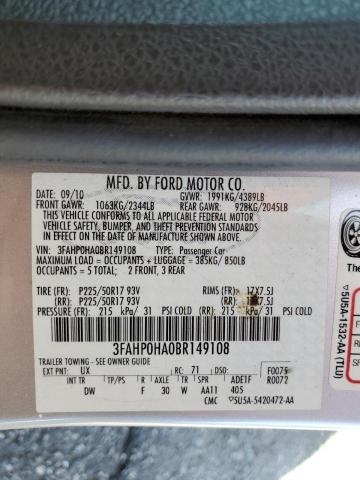 MFD. BY FORD MOTOR CO.
DATE: 09/10 GVWR: 1991KG/4389LB
FRONT GAWR: 1063KG/2344LB REAR GAWR: 928KG/2045LB
THIS VEHICLE CONFORMS TO ALL APPLICABLE FEDERAL MOTOR
VEHICLE SAFETY, BUMPER, AND THEFT PREVENTION STANDARDS
IN EFFECT ON THE DATE OF MANUFACTURE SHOWN ABOVE.
VIN: 3FAHP0HA0BR149108 TYPE: Passenger Car
MAXIMUM LOAD = OCCUPANTS + LUGGAGE = 385KG/ 850LB
OCCUPANTS = 5 TOTAL; 2 FRONT, 3 REAR
TIRE (FR): P225/50R17 93V RIMS (FR): 17X7.5J
(RR): P225/50R17 93V (RR): 7.5J
PRESSURE (FR): 215 kPa/ 31 PSI COLD (RR): 215 kPa/ 31 PSI COLD
3FAHP0HA0BR149108
TRAILER TOWING - SEE OWNER GUIDE
EXT PNT: UX RC: 71 DSO: F0075
R0072
INT TR TP/PS R AXLE TR SPR ADETF
DW F 30 W AA11 405
CMC ▽5U5A-5420472-AA
The
▽5U5A-1532-AA (TLU)